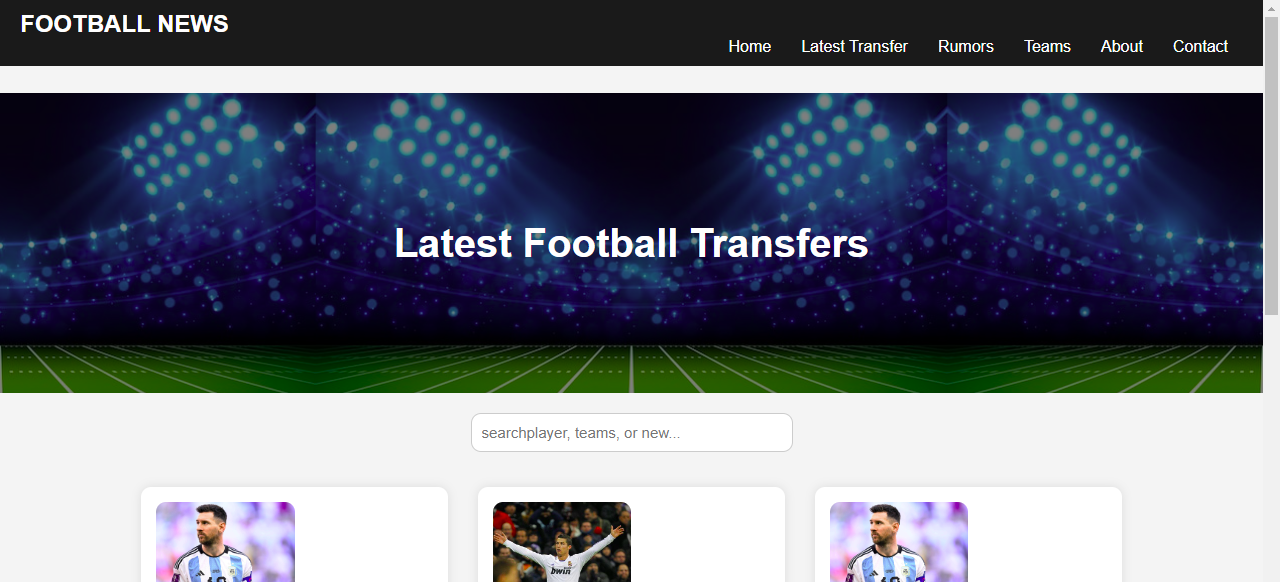 FOOTBALL NEWS
Home Latest Transfer Rumors Teams About Contact
Latest Football Transfers
searchplayer, teams, or new...
bwin